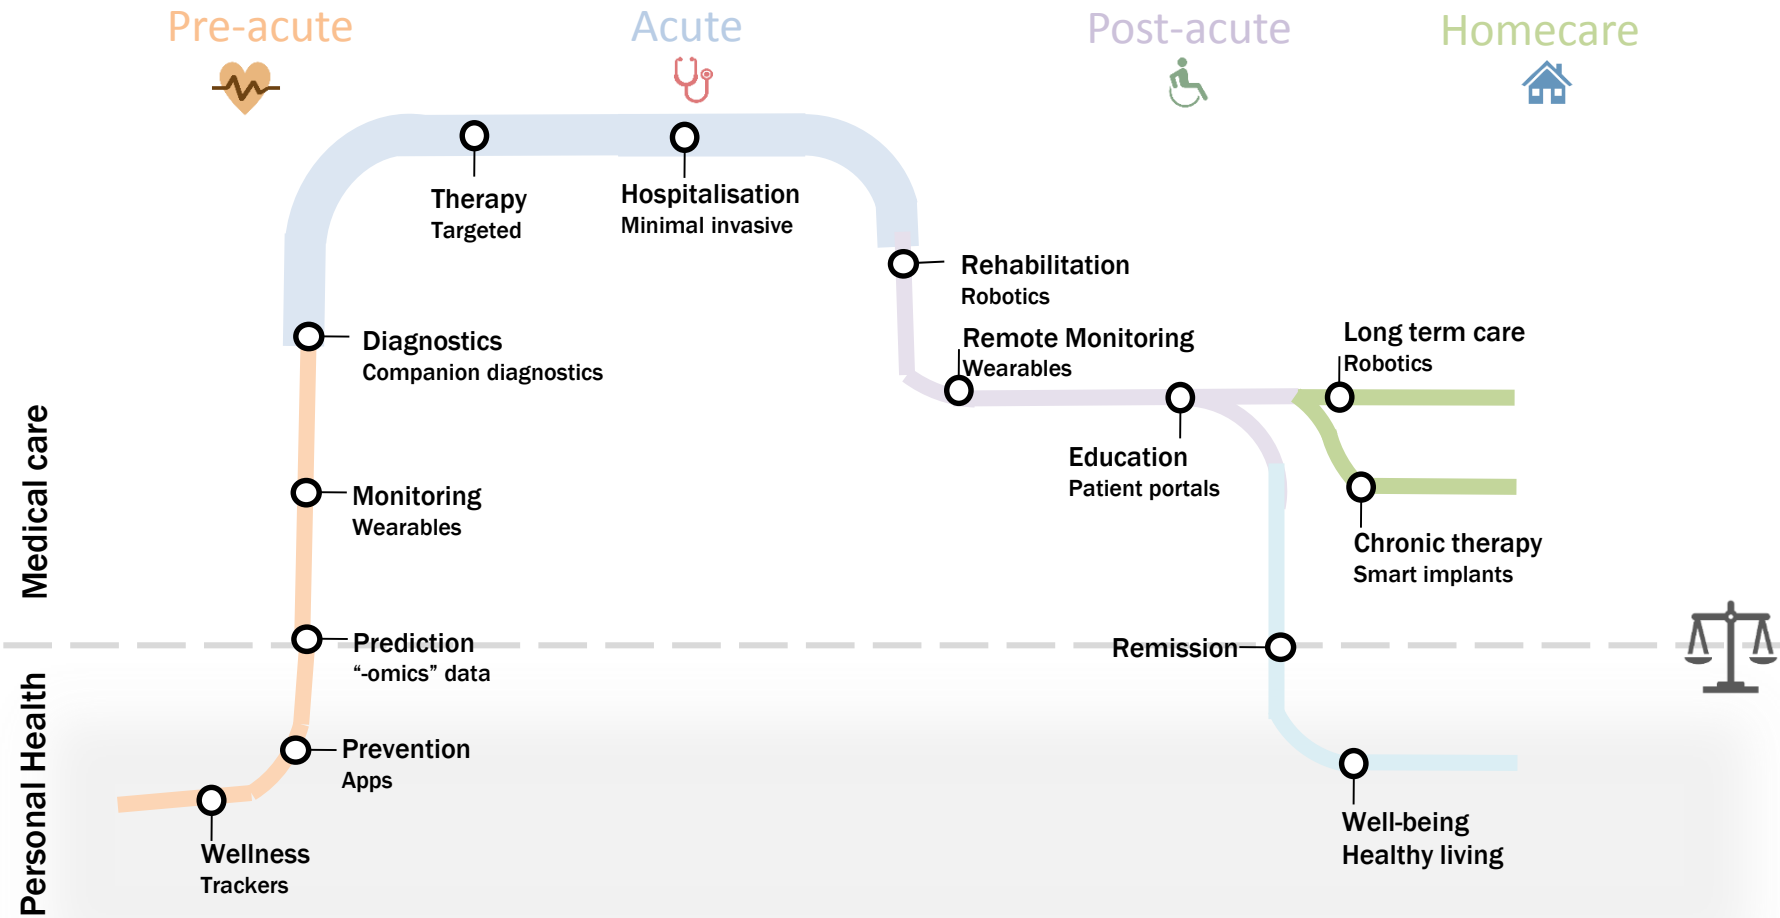 Pre-acute
Acute
Post-acute
Homecare
Therapy
Targeted
Hospitalisation
Minimal invasive
Rehabilitation
Robotics
Remote Monitoring
Wearables
Long term care
Robotics
Diagnostics
Companion diagnostics
Education
Patient portals
Monitoring
Wearables
Chronic therapy
Smart implants
Medical care
Prediction
“-omics” data
Remission
Personal Health
Prevention
Apps
Wellness
Trackers
Well-being
Healthy living